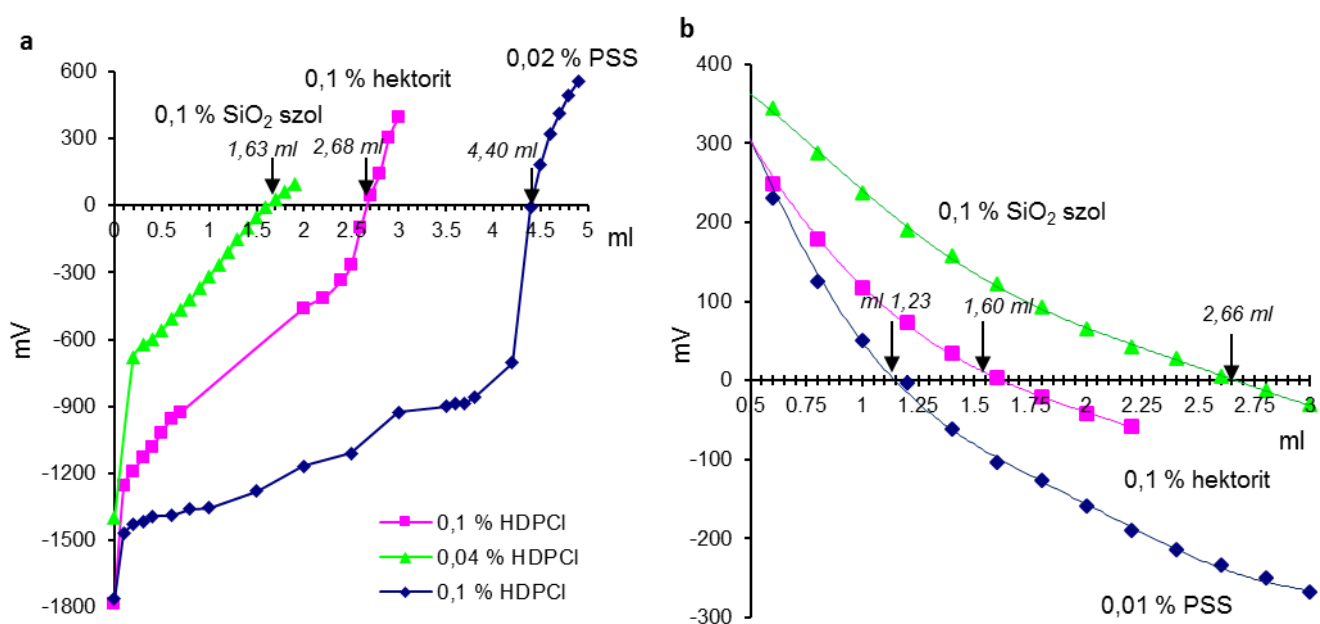 a
0,02 % PSS
600
0,1 % hektorit
0,1 % SiO₂ szol
300
1,63 ml
2,68 ml
4,40 ml
0
0 0.5 1 1.5 2 2.5 3 3.5 4 4.5 5
ml
-300
mV
-600
-900
-1200
-1500
-1800
0,1 % HDPCl
0,04 % HDPCl
0,1 % HDPCl
b
400
300
200
0,1 % SiO₂ szol
100
ml 1,23
1,60 ml
2,66 ml
mV
0
0.5 0.75 1 1.25 1.5 1.75 2 2.25 2.5 2.75 3
ml
-100
0,1 % hektorit
-200
0,01 % PSS
-300